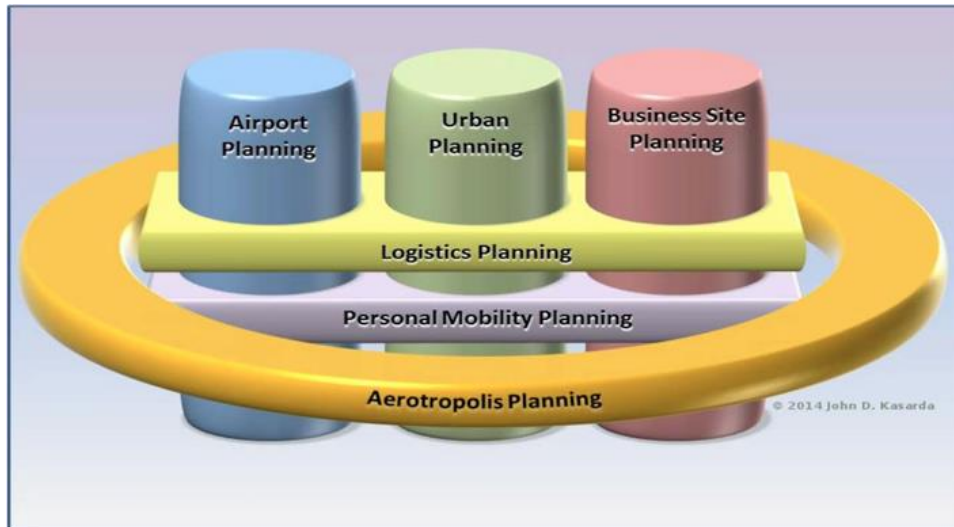 Airport
Planning
Urban
Planning
Business Site
Planning
Logistics Planning
Personal Mobility Planning
Aerotropolis Planning
© 2014 John D. Kasarda